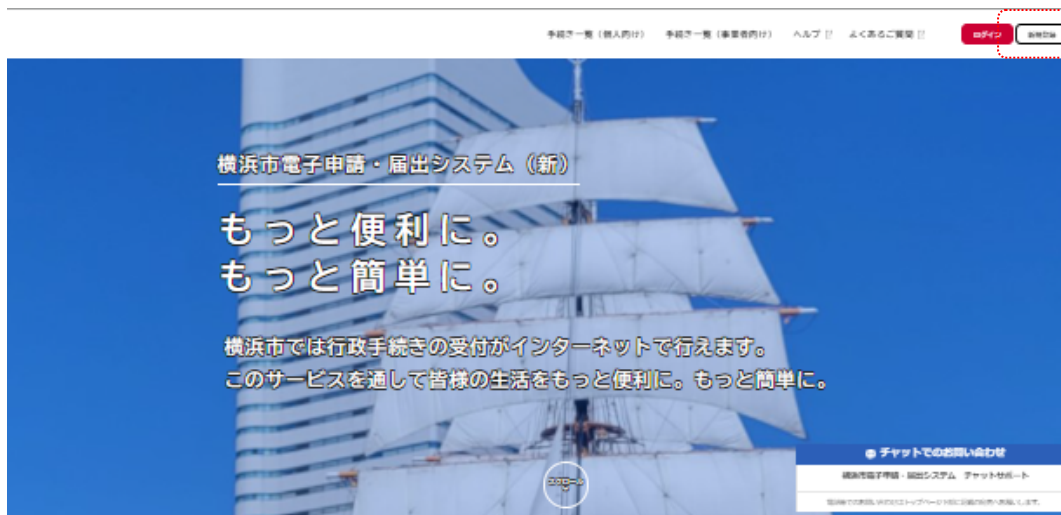 手続き一覧（個人向け） 手続き一覧（事業者向け） ヘルプ よくあるご質問 ログイン 新規登録
横浜市電子申請・届出システム（新）
もっと便利に。
もっと簡単に。
横浜市では行政手続きの受付がインターネットで行えます。
このサービスを通して皆様の生活をもっと便利に。もっと簡単に。
スクロール
チャットでのお問い合わせ
横浜市電子申請・届出システム チャットサポート